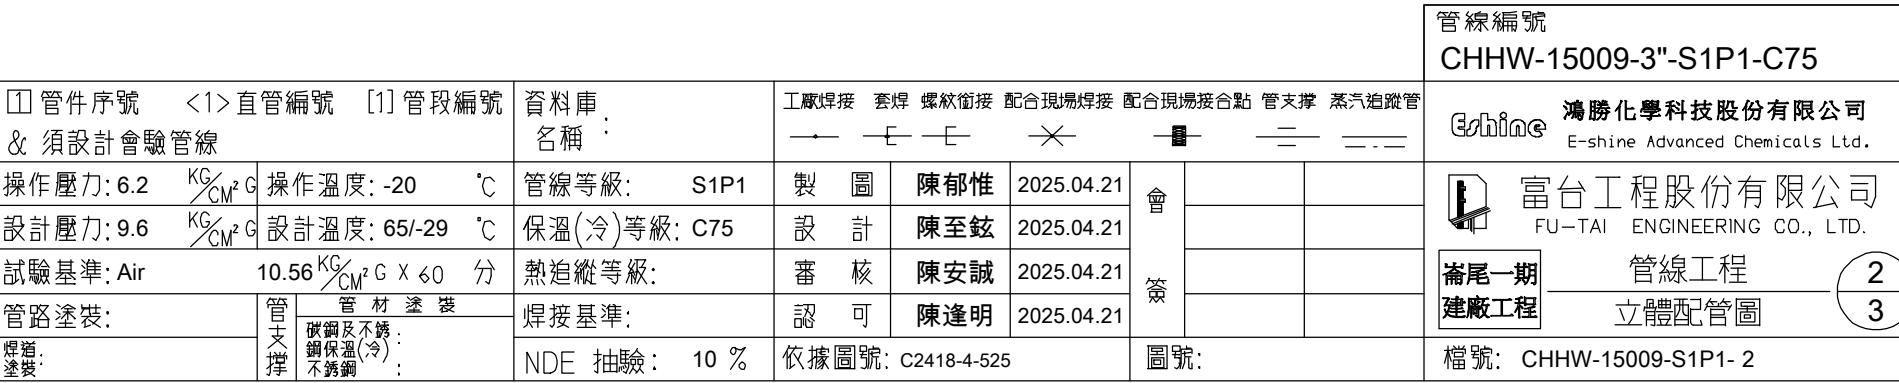 管線編號
CHHW-15009-3"-S1P1-C75
1 管件序號 <1>直管編號 [1] 管段編號
& 須設計會驗管線
資料庫
名稱 :
工廠焊接 套焊 螺紋銜接 配合現場焊接 配合現場接合點 管支撐 蒸汽追蹤管
Eshine 鴻勝化學科技股份有限公司
E-shine Advanced Chemicals Ltd.
操作壓力: 6.2 KG/CM² G 操作溫度: -20 °C 管線等級: S1P1 製 圖 陳郁惟 2025.04.21
設計壓力: 9.6 KG/CM² G 設計溫度: 65/-29 °C 保溫(冷)等級: C75 設 計 陳至鉉 2025.04.21
試驗基準: Air 10.56 KG/CM² G X 60 分 熱追縱等級: 審 核 陳安誠 2025.04.21
管路塗裝: 焊接基準: 認 可 陳逢明 2025.04.21
會
簽
富台工程股份有限公司
FU-TAI ENGINEERING CO., LTD.
崙尾一期
建廠工程
管線工程
立體配管圖
2
3
焊道:
塗裝:
管支撐
管 材 塗 裝
碳鋼及不銹 :
鋼保溫(冷) :
不銹鋼 :
NDE 抽驗: 10 % 依據圖號: C2418-4-525 圖號: 檔號: CHHW-15009-S1P1- 2